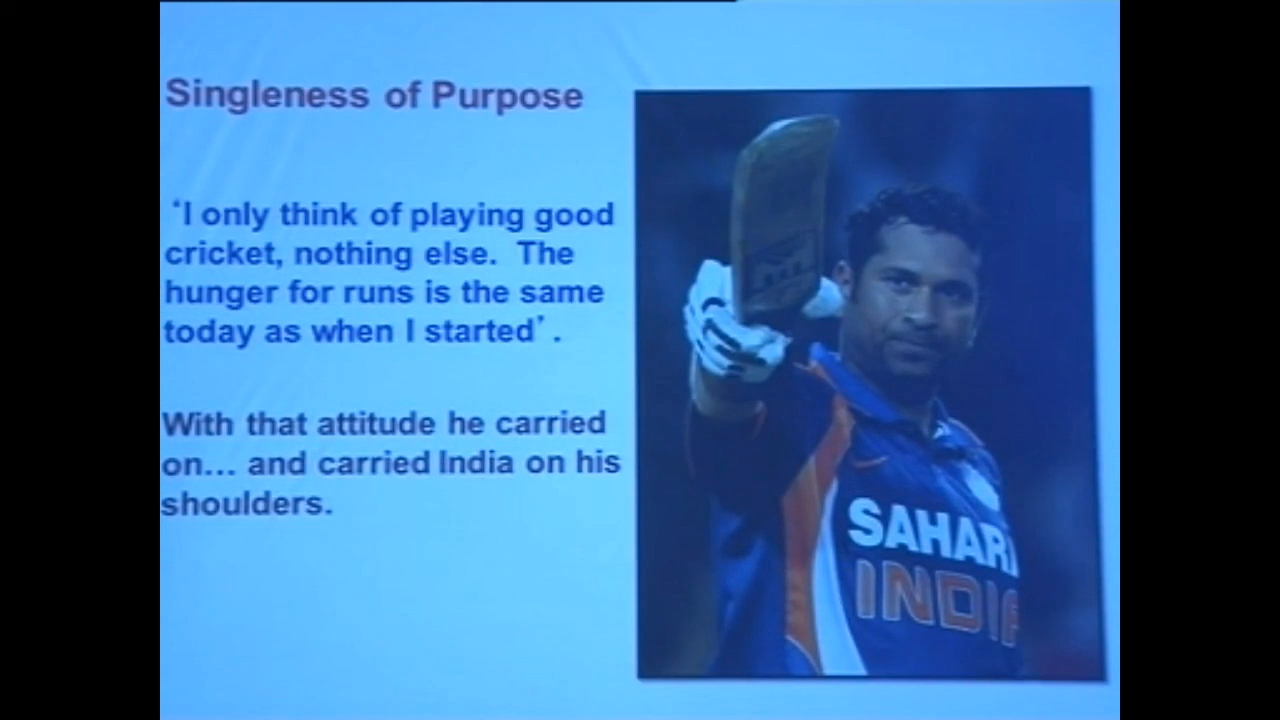 Singleness of Purpose
‘I only think of playing good
cricket, nothing else. The
hunger for runs is the same
today as when I started’.
With that attitude he carried
on... and carried India on his
shoulders.
SAHARA
INDIA